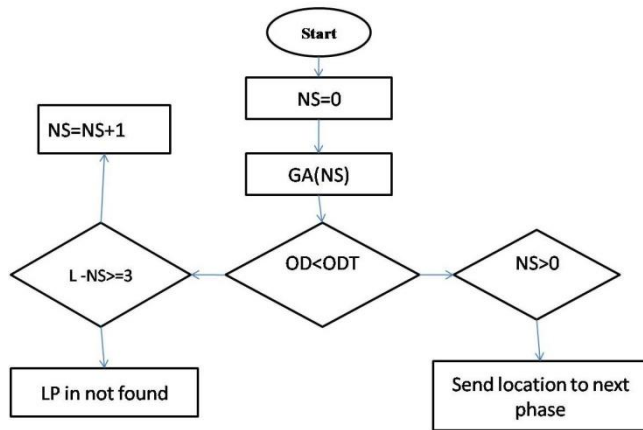 Start
NS=0
NS=NS+1
GA(NS)
OD<ODT
L -NS>=3
NS>0
LP in not found
Send location to next
phase